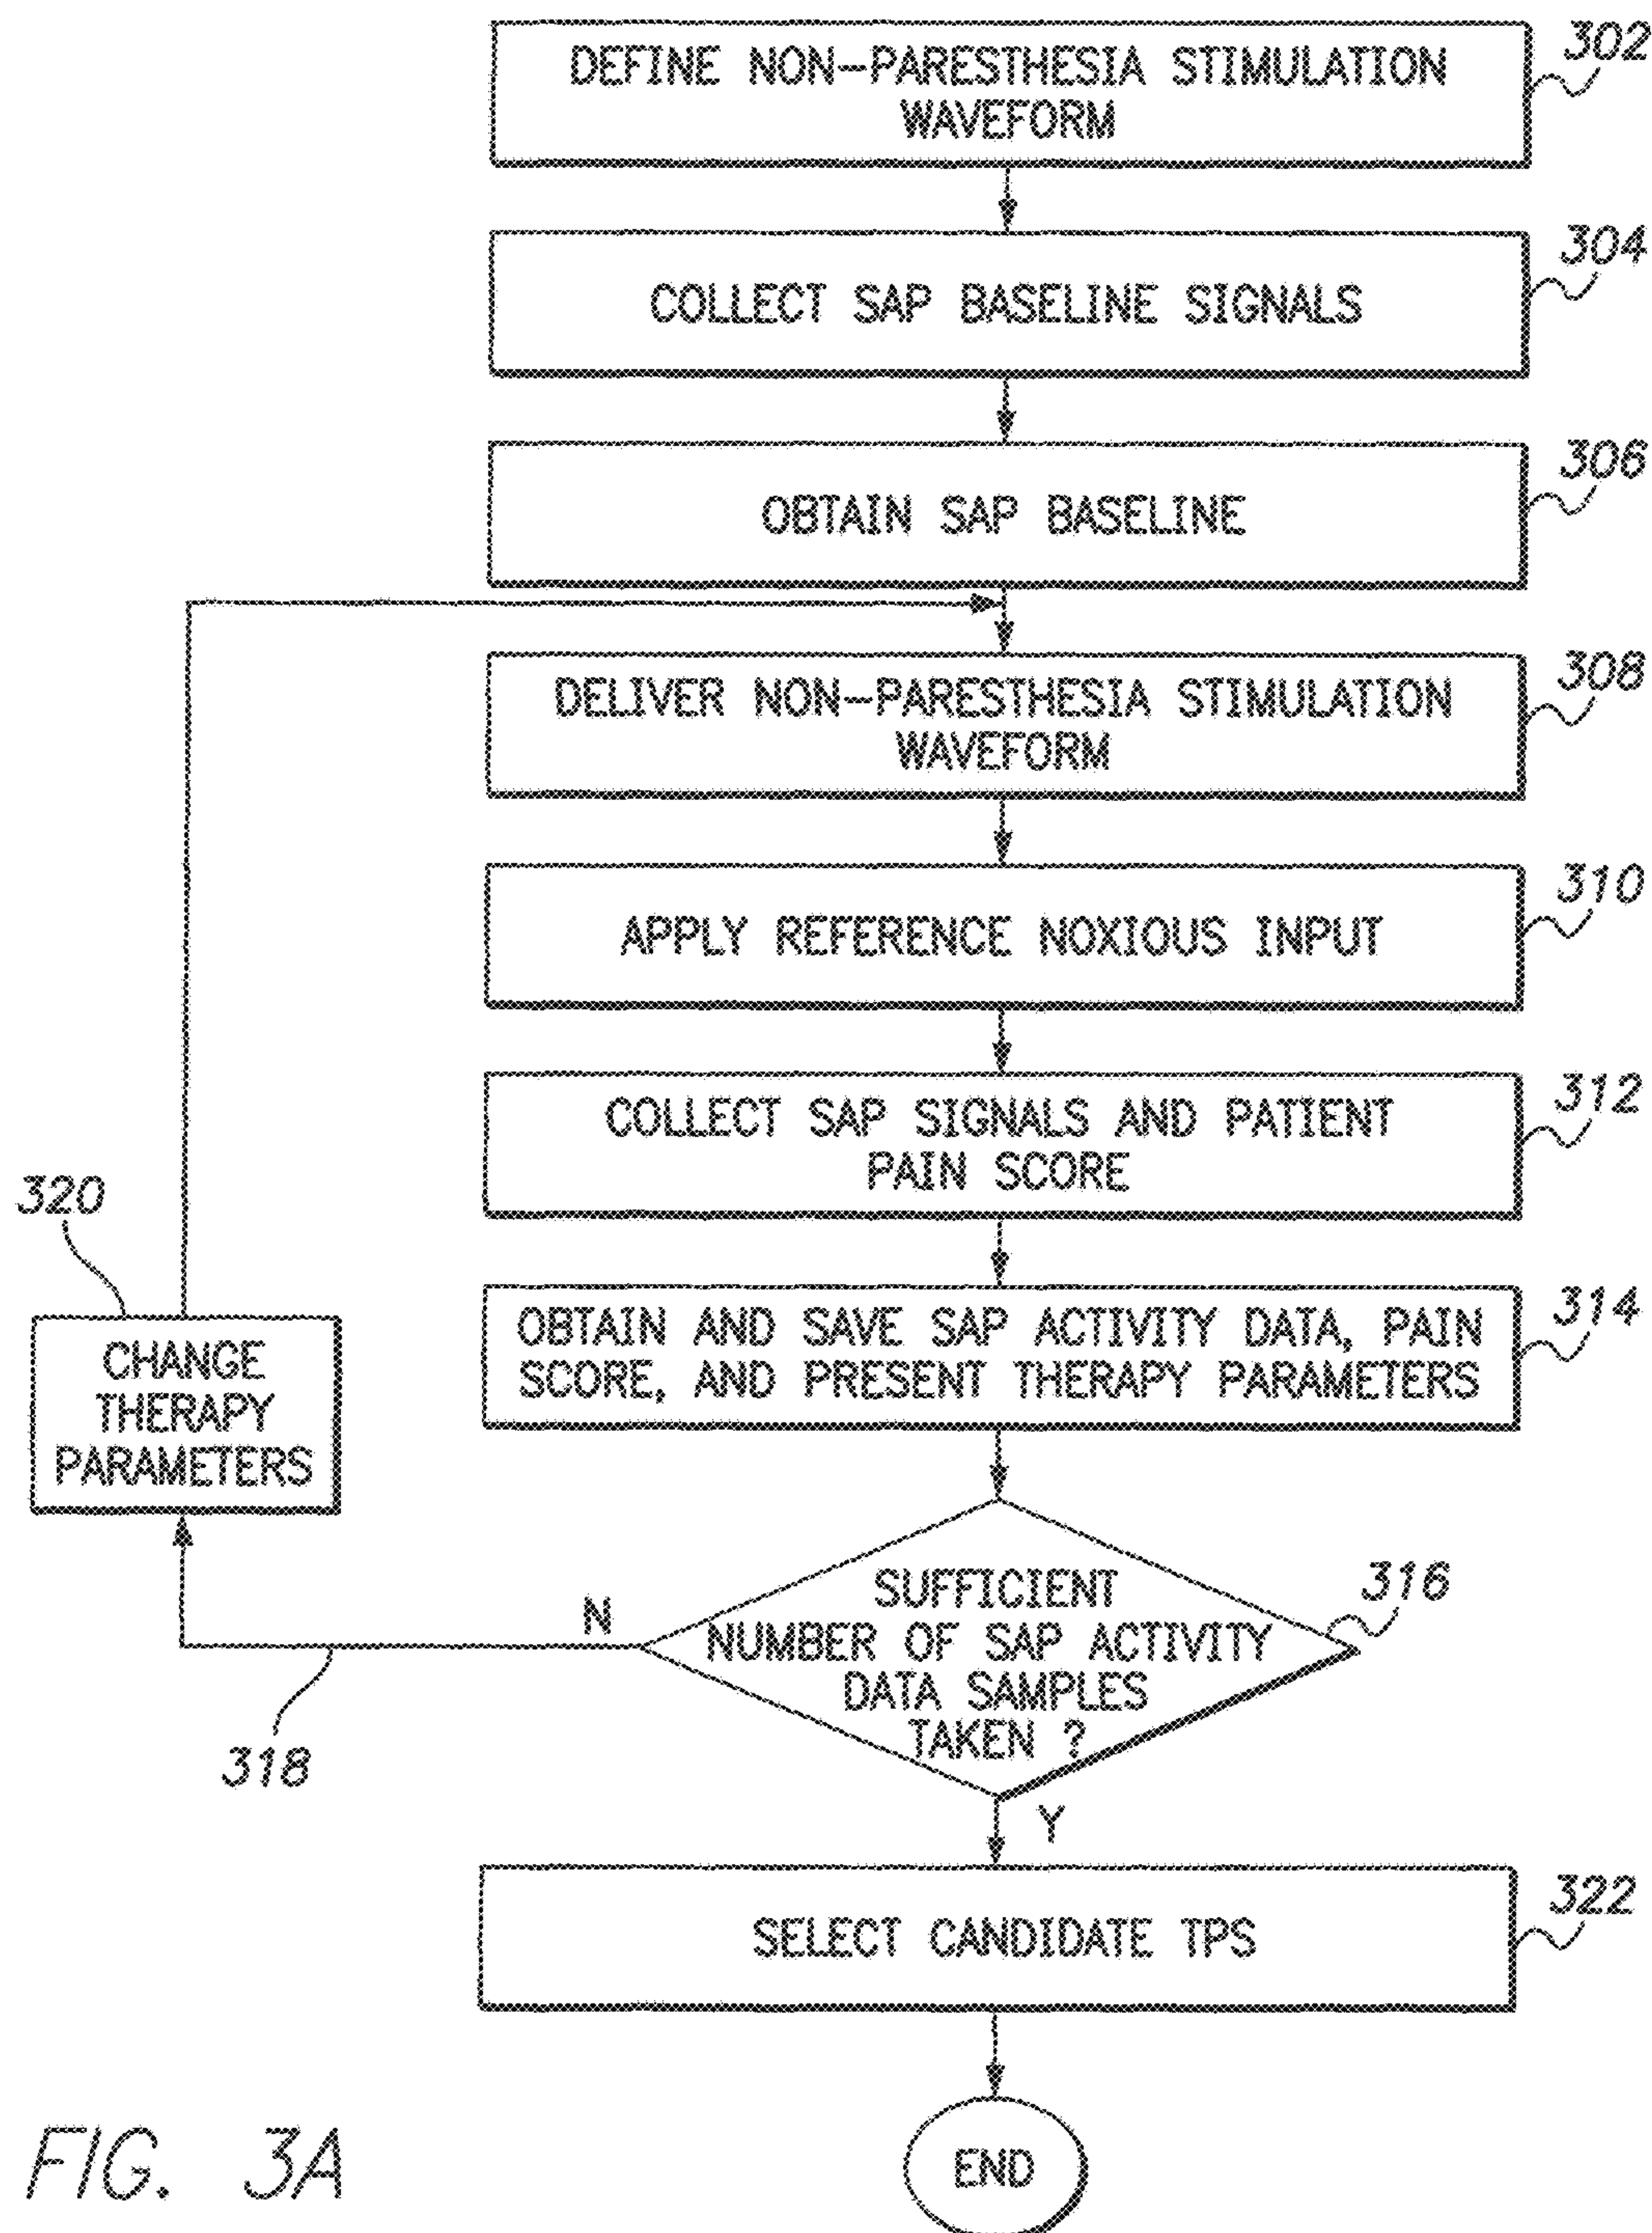 302
DEFINE NON-PARESTHESIA STIMULATION
WAVEFORM
304
COLLECT SAP BASELINE SIGNALS
306
OBTAIN SAP BASELINE
308
DELIVER NON-PARESTHESIA STIMULATION
WAVEFORM
310
APPLY REFERENCE NOXIOUS INPUT
312
COLLECT SAP SIGNALS AND PATIENT
PAIN SCORE
314
OBTAIN AND SAVE SAP ACTIVITY DATA, PAIN
SCORE, AND PRESENT THERAPY PARAMETERS
320
CHANGE
THERAPY
PARAMETERS
316
SUFFICIENT
NUMBER OF SAP ACTIVITY
DATA SAMPLES
TAKEN ?
N
318
Y
322
SELECT CANDIDATE TPS
END
FIG. 3A